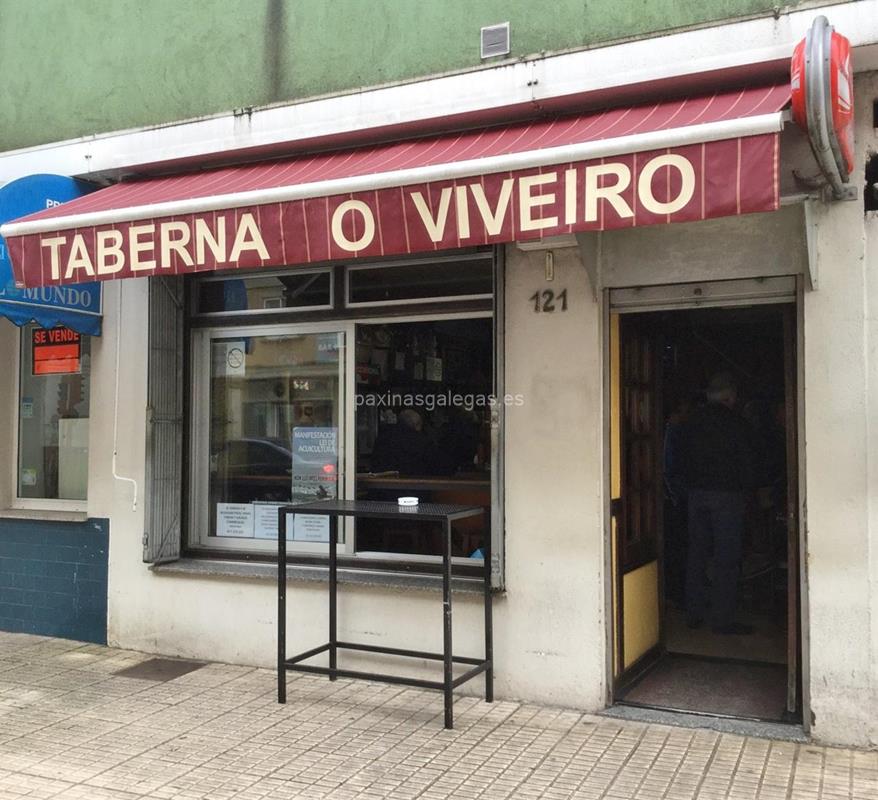 TABERNA O VIVEIRO
121
MUNDO
SE VENDE
MANIFESTACIÓN
LEI DE
ACUICULTURA
paxinasgalegas.es